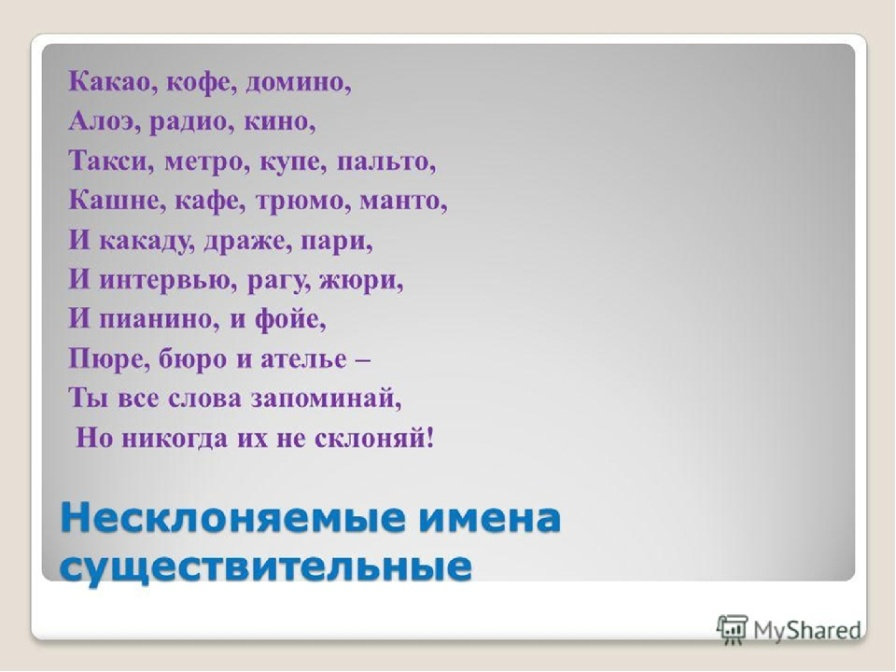 Какао, кофе, домино,
Алоэ, радио, кино,
Такси, метро, купе, пальто,
Кашне, кафе, трюмо, манто,
И какаду, драже, пари,
И интервью, рагу, жюри,
И пианино, и фойе,
Пюре, бюро и ателье –
Ты все слова запоминай,
Но никогда их не склоняй!
Несклоняемые имена
существительные
MyShared